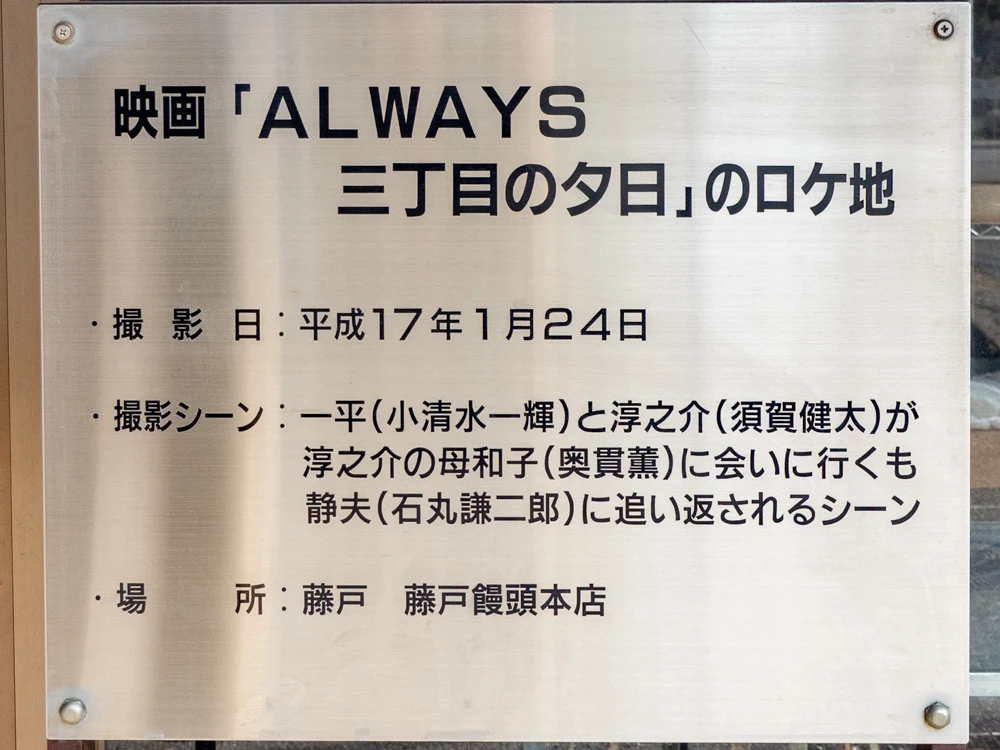 映画「ALWAYS
三丁目の夕日」のロケ地
・撮影日：平成17年1月24日
・撮影シーン：一平(小清水一輝)と淳之介(須賀健太)が
淳之介の母和子(奥貫薫)に会いに行くも
静夫(石丸謙二郎)に追い返されるシーン
・場所：藤戸　藤戸饅頭本店